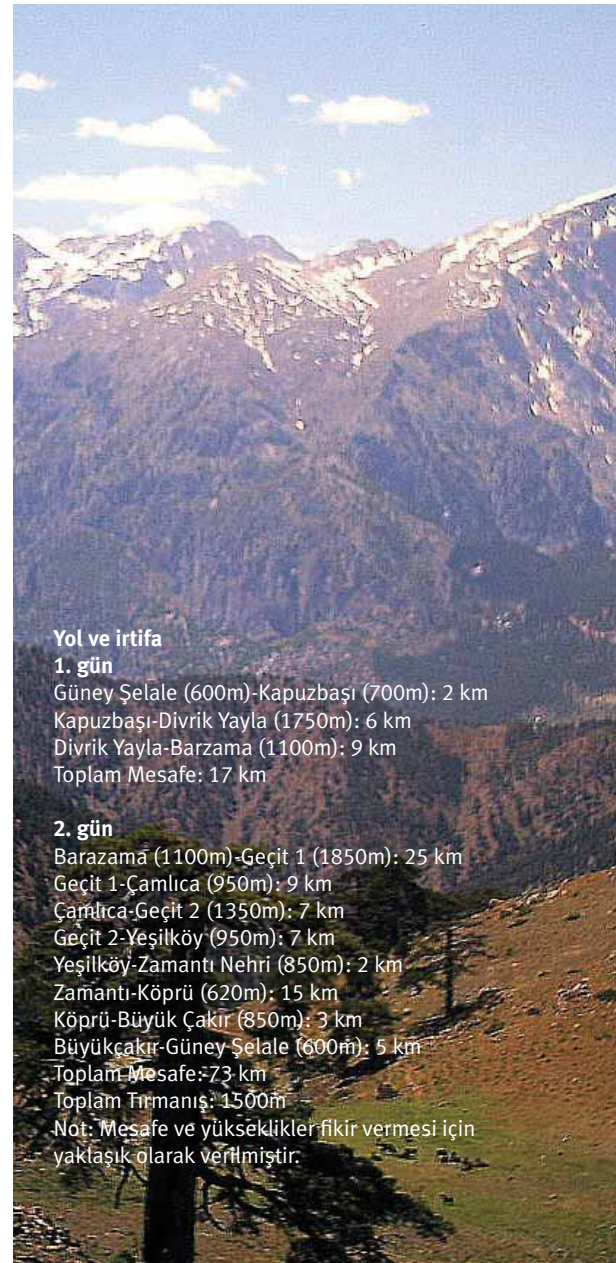 Yol ve irtifa
1. gün
Güney Şelale (600m)-Kapuzbaşı (700m): 2 km
Kapuzbaşı-Divrik Yayla (1750m): 6 km
Divrik Yayla-Barzama (1100m): 9 km
Toplam Mesafe: 17 km
2. gün
Barazama (1100m)-Geçit 1 (1850m): 25 km
Geçit 1-Çamlıca (950m): 9 km
Çamlıca-Geçit 2 (1350m): 7 km
Geçit 2-Yeşilköy (950m): 7 km
Yeşilköy-Zamantı Nehri (850m): 2 km
Zamantı-Köprü (620m): 15 km
Köprü-Büyük Çakır (850m): 3 km
Büyükçakır-Güney Şelale (600m): 5 km
Toplam Mesafe: 73 km
Toplam Tırmanış: 1500m
Not: Mesafe ve yükseklikler fikir vermesi için
yaklaşık olarak verilmiştir.